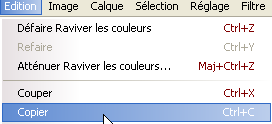 Edition Image Calque Sélection Réglage Filtre
Défaire Raviver les couleurs Ctrl+Z
Refaire Ctrl+Y
Atténuer Raviver les couleurs... Maj+Ctrl+Z
Couper Ctrl+X
Copier Ctrl+C